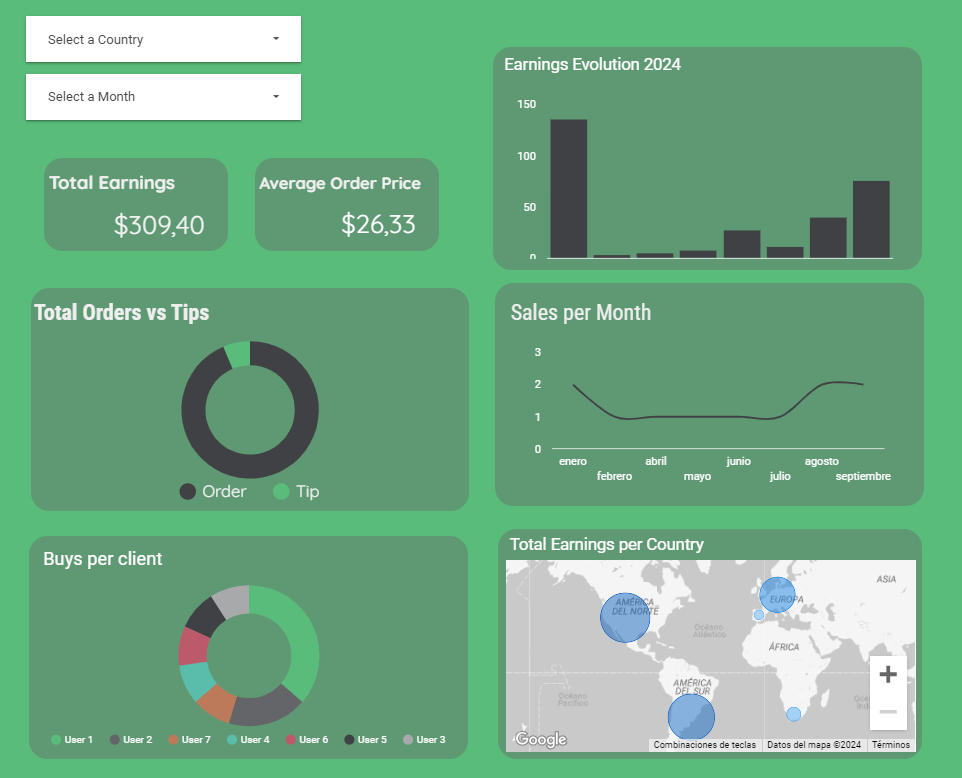 Select a Country
Select a Month
Total Earnings
$309,40
Average Order Price
$26,33
Earnings Evolution 2024
150
100
50
0
Total Orders vs Tips
Order Tip
Sales per Month
3
2
1
0
enero febrero abril mayo junio julio agosto septiembre
Buys per client
User 1 User 2 User 7 User 4 User 6 User 5 User 3
Total Earnings per Country
AMÉRICA
DEL NORTE
EUROPA
ASIA
Océano
Atlántico
ÁFRICA
AMÉRICA
DEL SUR
Océano
Pacífico
+
−
Google
Combinaciones de teclas Datos del mapa ©2024 Términos